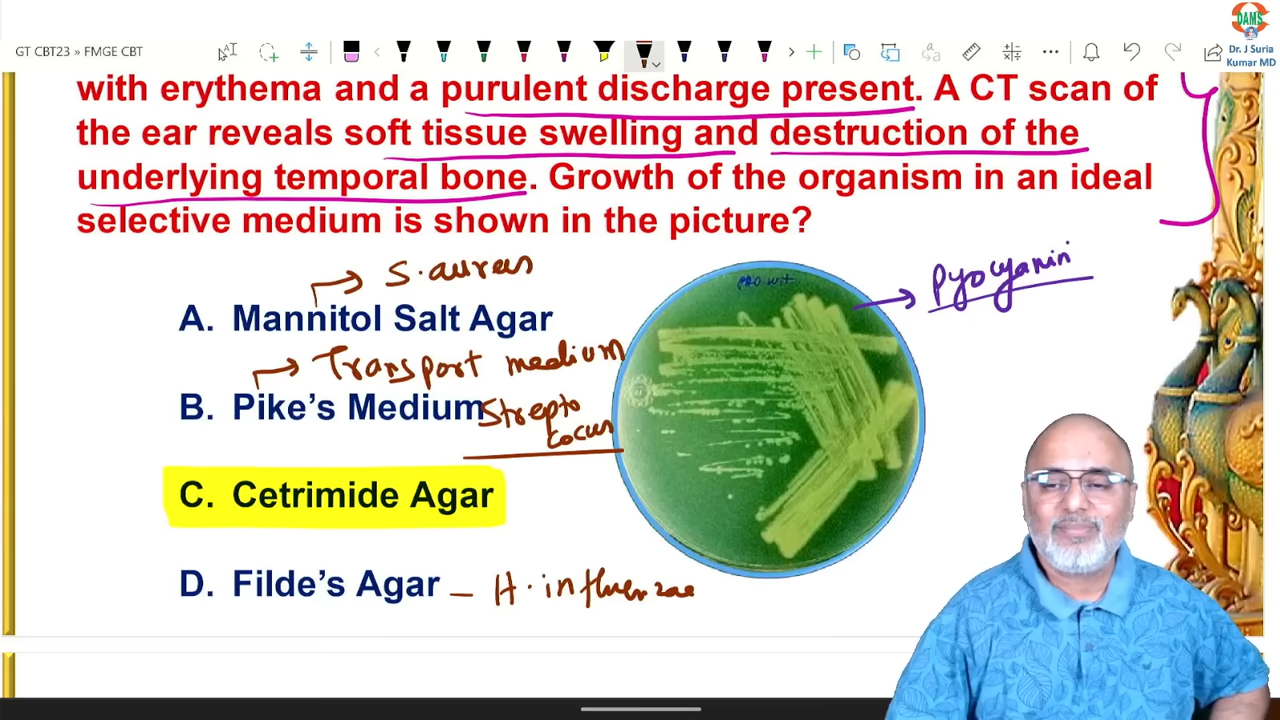 GT CBT23 » FMGE CBT
DAMS
Dr. J Suria
Kumar MD
with erythema and a purulent discharge present. A CT scan of
the ear reveals soft tissue swelling and destruction of the
underlying temporal bone. Growth of the organism in an ideal
selective medium is shown in the picture?
S. aureus
A. Mannitol Salt Agar
Transport medium
B. Pike's Medium
Strepto
cocus
C. Cetrimide Agar
D. Filde's Agar – H. influenzae
Pyocyanin